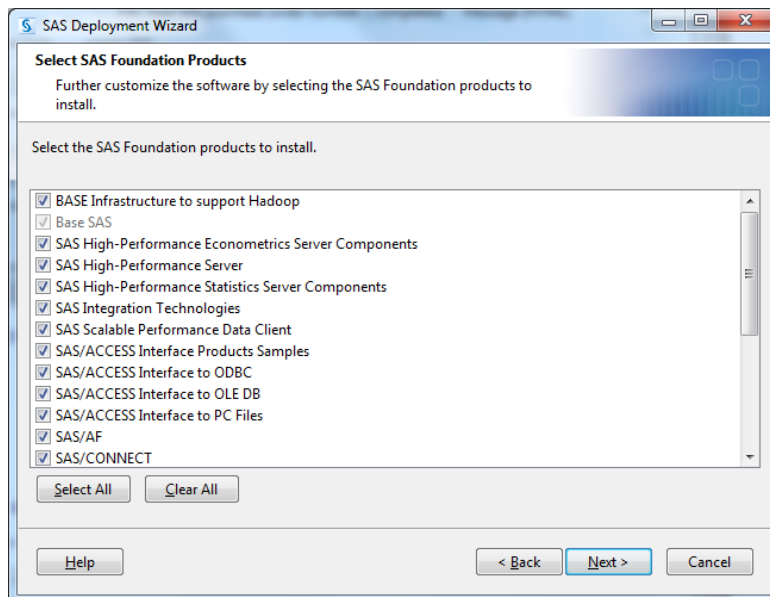 SAS Deployment Wizard
Select SAS Foundation Products
Further customize the software by selecting the SAS Foundation products to
install.
Select the SAS Foundation products to install.
BASE Infrastructure to support Hadoop
Base SAS
SAS High-Performance Econometrics Server Components
SAS High-Performance Server
SAS High-Performance Statistics Server Components
SAS Integration Technologies
SAS Scalable Performance Data Client
SAS/ACCESS Interface Products Samples
SAS/ACCESS Interface to ODBC
SAS/ACCESS Interface to OLE DB
SAS/ACCESS Interface to PC Files
SAS/AF
SAS/CONNECT
Select All Clear All
Help < Back Next > Cancel